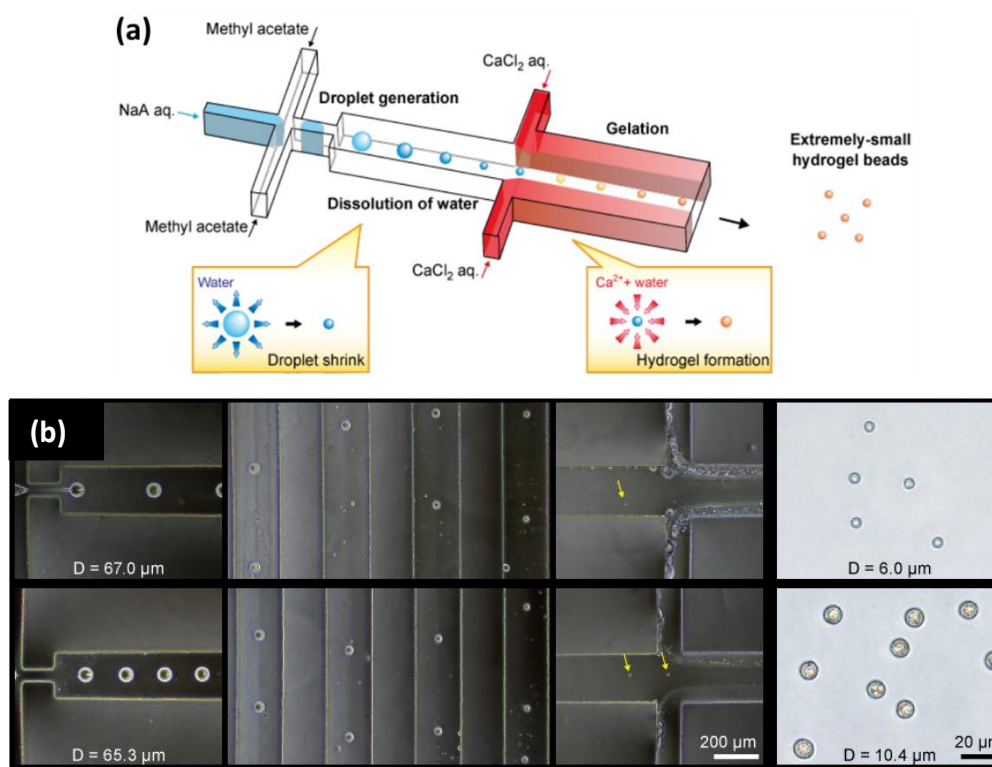 (a)
Methyl acetate
CaCl₂ aq.
NaA aq.
Droplet generation
Gelation
Extremely-small
hydrogel beads
Dissolution of water
Methyl acetate
CaCl₂ aq.
Water
Droplet shrink
Ca²⁺+ water
Hydrogel formation
(b)
D = 67.0 μm
D = 6.0 μm
D = 65.3 μm
200 μm
D = 10.4 μm
20 μm